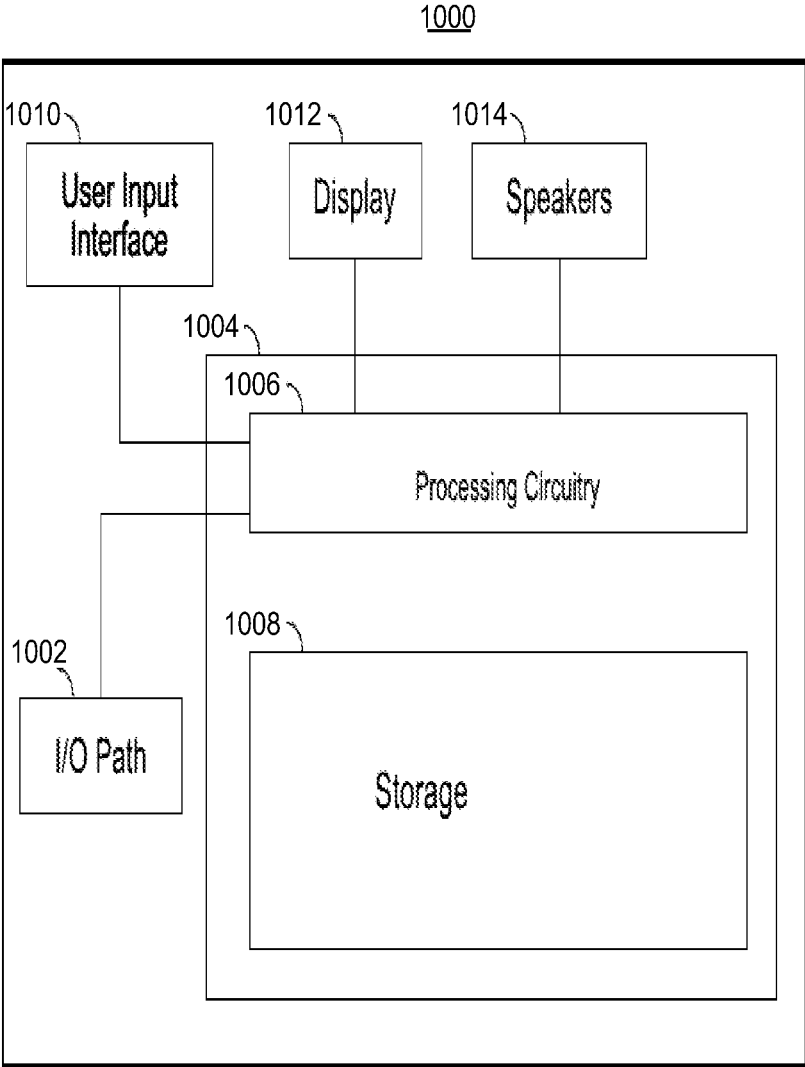 1000
1010
1012
1014
User Input
Interface
Display
Speakers
1004
1006
Processing Circuitry
1008
1002
I/O Path
Storage